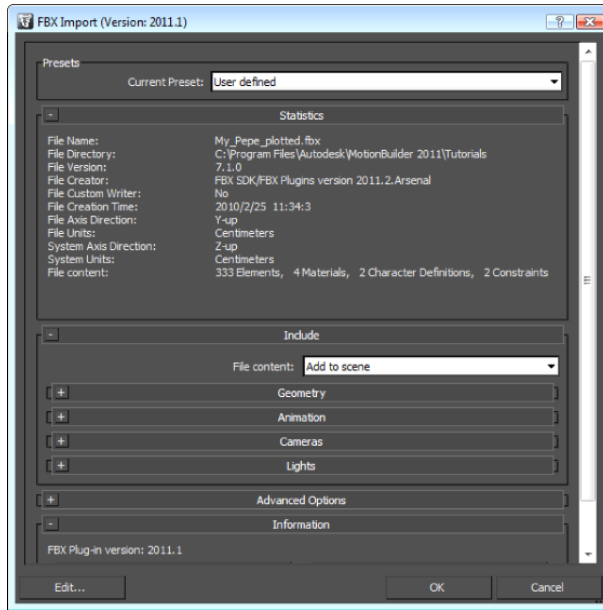 FBX Import (Version: 2011.1)
Presets
Current Preset: User defined
Statistics
File Name: My_Pepe_plotted.fbx
File Directory: C:\Program Files\Autodesk\MotionBuilder 2011\Tutorials
File Version: 7.1.0
File Creator: FBX SDK/FBX Plugins version 2011.2.Arsenal
File Custom Writer: No
File Creation Time: 2010/2/25 11:34:3
File Axis Direction: Y-up
File Units: Centimeters
System Axis Direction: Z-up
System Units: Centimeters
File content: 333 Elements, 4 Materials, 2 Character Definitions, 2 Constraints
Include
File content: Add to scene
Geometry
Animation
Cameras
Lights
Advanced Options
Information
FBX Plug-in version: 2011.1
Edit... OK Cancel